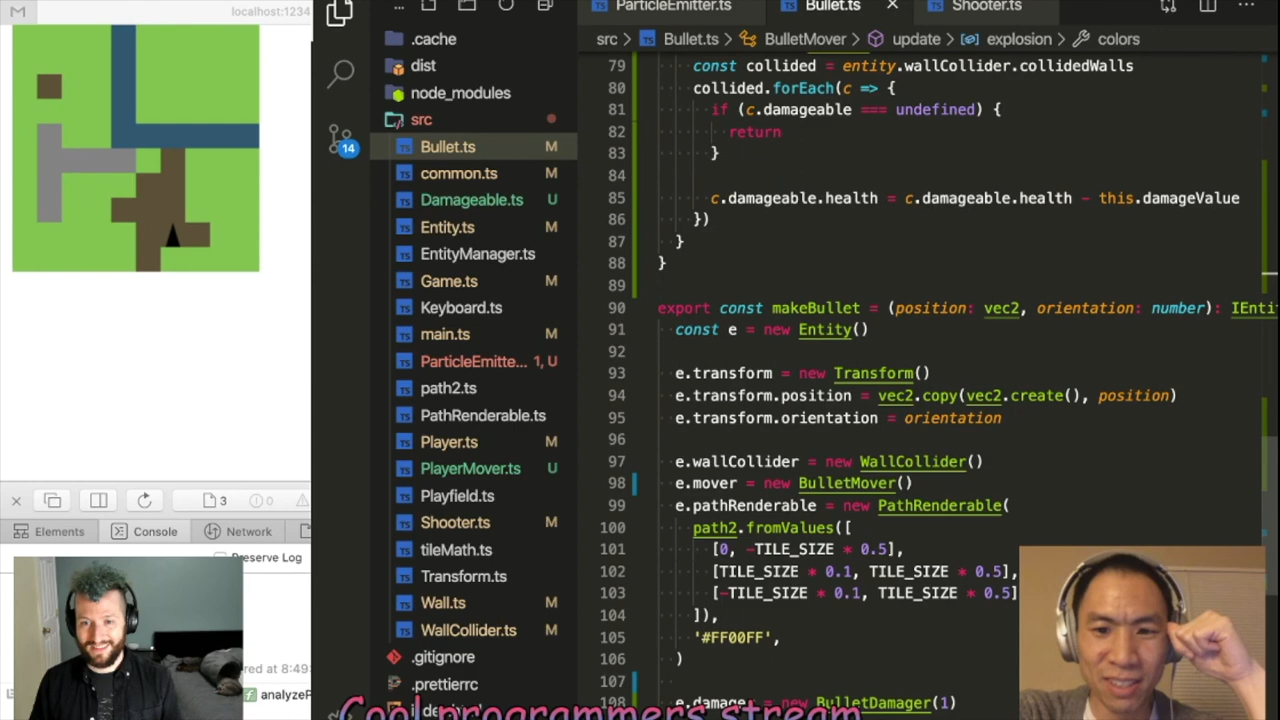 localhost:1234
ParticleEmitter.ts
Bullet.ts
Shooter.ts
src
Bullet.ts
BulletMover
update
explosion
colors
.cache
dist
node_modules
src
Bullet.ts M
common.ts M
Damageable.ts U
Entity.ts M
EntityManager.ts
Game.ts M
Keyboard.ts
main.ts M
ParticleEmitte... 1, U
path2.ts
PathRenderable.ts
Player.ts M
PlayerMover.ts U
Playfield.ts
Shooter.ts M
tileMath.ts
Transform.ts
Wall.ts M
WallCollider.ts M
.gitignore
.prettierrc
14
79 const collided = entity.wallCollider.collidedWalls
80 collided.forEach(c => {
81 if (c.damageable === undefined) {
82 return
83 }
84
85 c.damageable.health = c.damageable.health - this.damageValue
86 })
87 }
88 }
89
90 export const makeBullet = (position: vec2, orientation: number): IEnti
91 const e = new Entity()
92
93 e.transform = new Transform()
94 e.transform.position = vec2.copy(vec2.create(), position)
95 e.transform.orientation = orientation
96
97 e.wallCollider = new WallCollider()
98 e.mover = new BulletMover()
99 e.pathRenderable = new PathRenderable(
100 path2.fromValues([
101 [0, -TILE_SIZE * 0.5],
102 [TILE_SIZE * 0.1, TILE_SIZE * 0.5],
103 [-TILE_SIZE * 0.1, TILE_SIZE * 0.5]
104 ]),
105 '#FF00FF',
106 )
107
108 e.damager = new BulletDamager(1)
3
0
Elements
Console
Network
Preserve Log
red at 8:49:
f analyzeP
Cool programmers stream